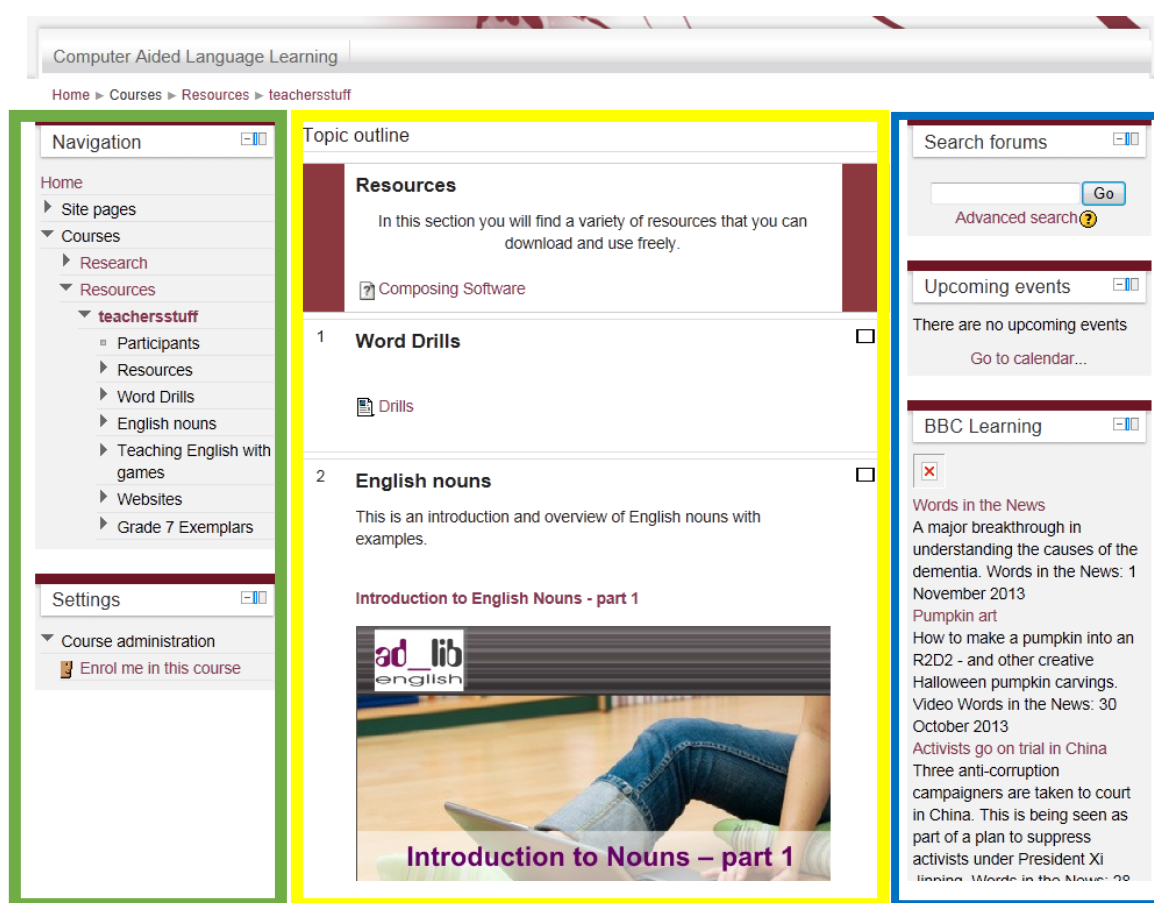 Computer Aided Language Learning
Home ► Courses ► Resources ► teachersstuff
Navigation
Home
Site pages
Courses
Research
Resources
teachersstuff
Participants
Resources
Word Drills
English nouns
Teaching English with
games
Websites
Grade 7 Exemplars
Settings
Course administration
Enrol me in this course
Topic outline
Resources
In this section you will find a variety of resources that you can
download and use freely.
Composing Software
1 Word Drills
Drills
2 English nouns
This is an introduction and overview of English nouns with
examples.
Introduction to English Nouns - part 1
ad_lib
english
Introduction to Nouns – part 1
Search forums
Go
Advanced search ?
Upcoming events
There are no upcoming events
Go to calendar...
BBC Learning
Words in the News
A major breakthrough in
understanding the causes of the
dementia. Words in the News: 1
November 2013
Pumpkin art
How to make a pumpkin into an
R2D2 - and other creative
Halloween pumpkin carvings.
Video Words in the News: 30
October 2013
Activists go on trial in China
Three anti-corruption
campaigners are taken to court
in China. This is being seen as
part of a plan to suppress
activists under President Xi
Jinping. Words in the News: 28